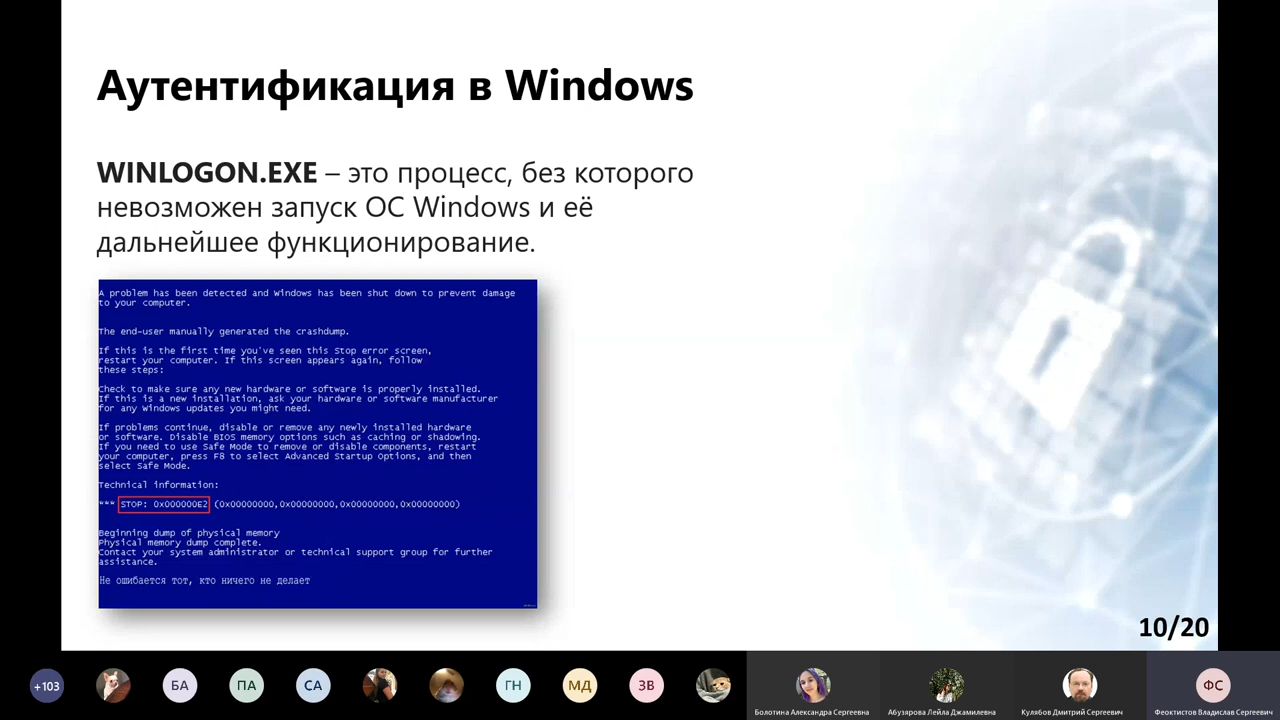 Аутентификация в Windows
WINLOGON.EXE – это процесс, без которого
невозможен запуск ОС Windows и её
дальнейшее функционирование.
A problem has been detected and Windows has been shut down to prevent damage
to your computer.
The end-user manually generated the crashdump.
If this is the first time you've seen this Stop error screen,
restart your computer. If this screen appears again, follow
these steps:
Check to make sure any new hardware or software is properly installed.
If this is a new installation, ask your hardware or software manufacturer
for any Windows updates you might need.
If problems continue, disable or remove any newly installed hardware
or software. Disable BIOS memory options such as caching or shadowing.
If you need to use Safe Mode to remove or disable components, restart
your computer, press F8 to select Advanced Startup Options, and then
select Safe Mode.
Technical information:
*** STOP: 0x000000E2 (0x00000000,0x00000000,0x00000000,0x00000000)
Beginning dump of physical memory
Physical memory dump complete.
Contact your system administrator or technical support group for further
assistance.
Не ошибается тот, кто ничего не делает
10/20
+103 БА ПА СА ГН МД ЗВ ФС
Болотина Александра Сергеевна Абузярова Лейла Джамилевна Кулябов Дмитрий Сергеевич Феоктистов Владислав Сергеевич